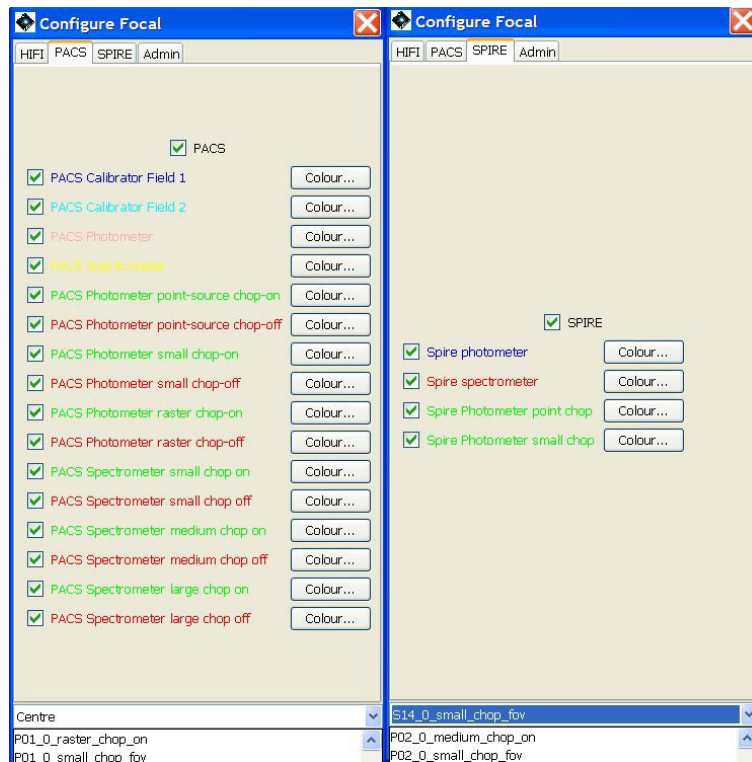 Configure Focal
HIFI PACS SPIRE Admin
PACS
PACS Calibrator Field 1 Colour...
PACS Calibrator Field 2 Colour...
PACS Photometer Colour...
PACS Spectrometer Colour...
PACS Photometer point-source chop-on Colour...
PACS Photometer point-source chop-off Colour...
PACS Photometer small chop-on Colour...
PACS Photometer small chop-off Colour...
PACS Photometer raster chop-on Colour...
PACS Photometer raster chop-off Colour...
PACS Spectrometer small chop on Colour...
PACS Spectrometer small chop off Colour...
PACS Spectrometer medium chop on Colour...
PACS Spectrometer medium chop off Colour...
PACS Spectrometer large chop on Colour...
PACS Spectrometer large chop off Colour...
Centre
P01_0_raster_chop_on
P01_0_small_chop_fov
Configure Focal
HIFI PACS SPIRE Admin
SPIRE
Spire photometer Colour...
Spire spectrometer Colour...
Spire Photometer point chop Colour...
Spire Photometer small chop Colour...
S14_0_small_chop_fov
P02_0_medium_chop_on
P02_0_small_chop_fov